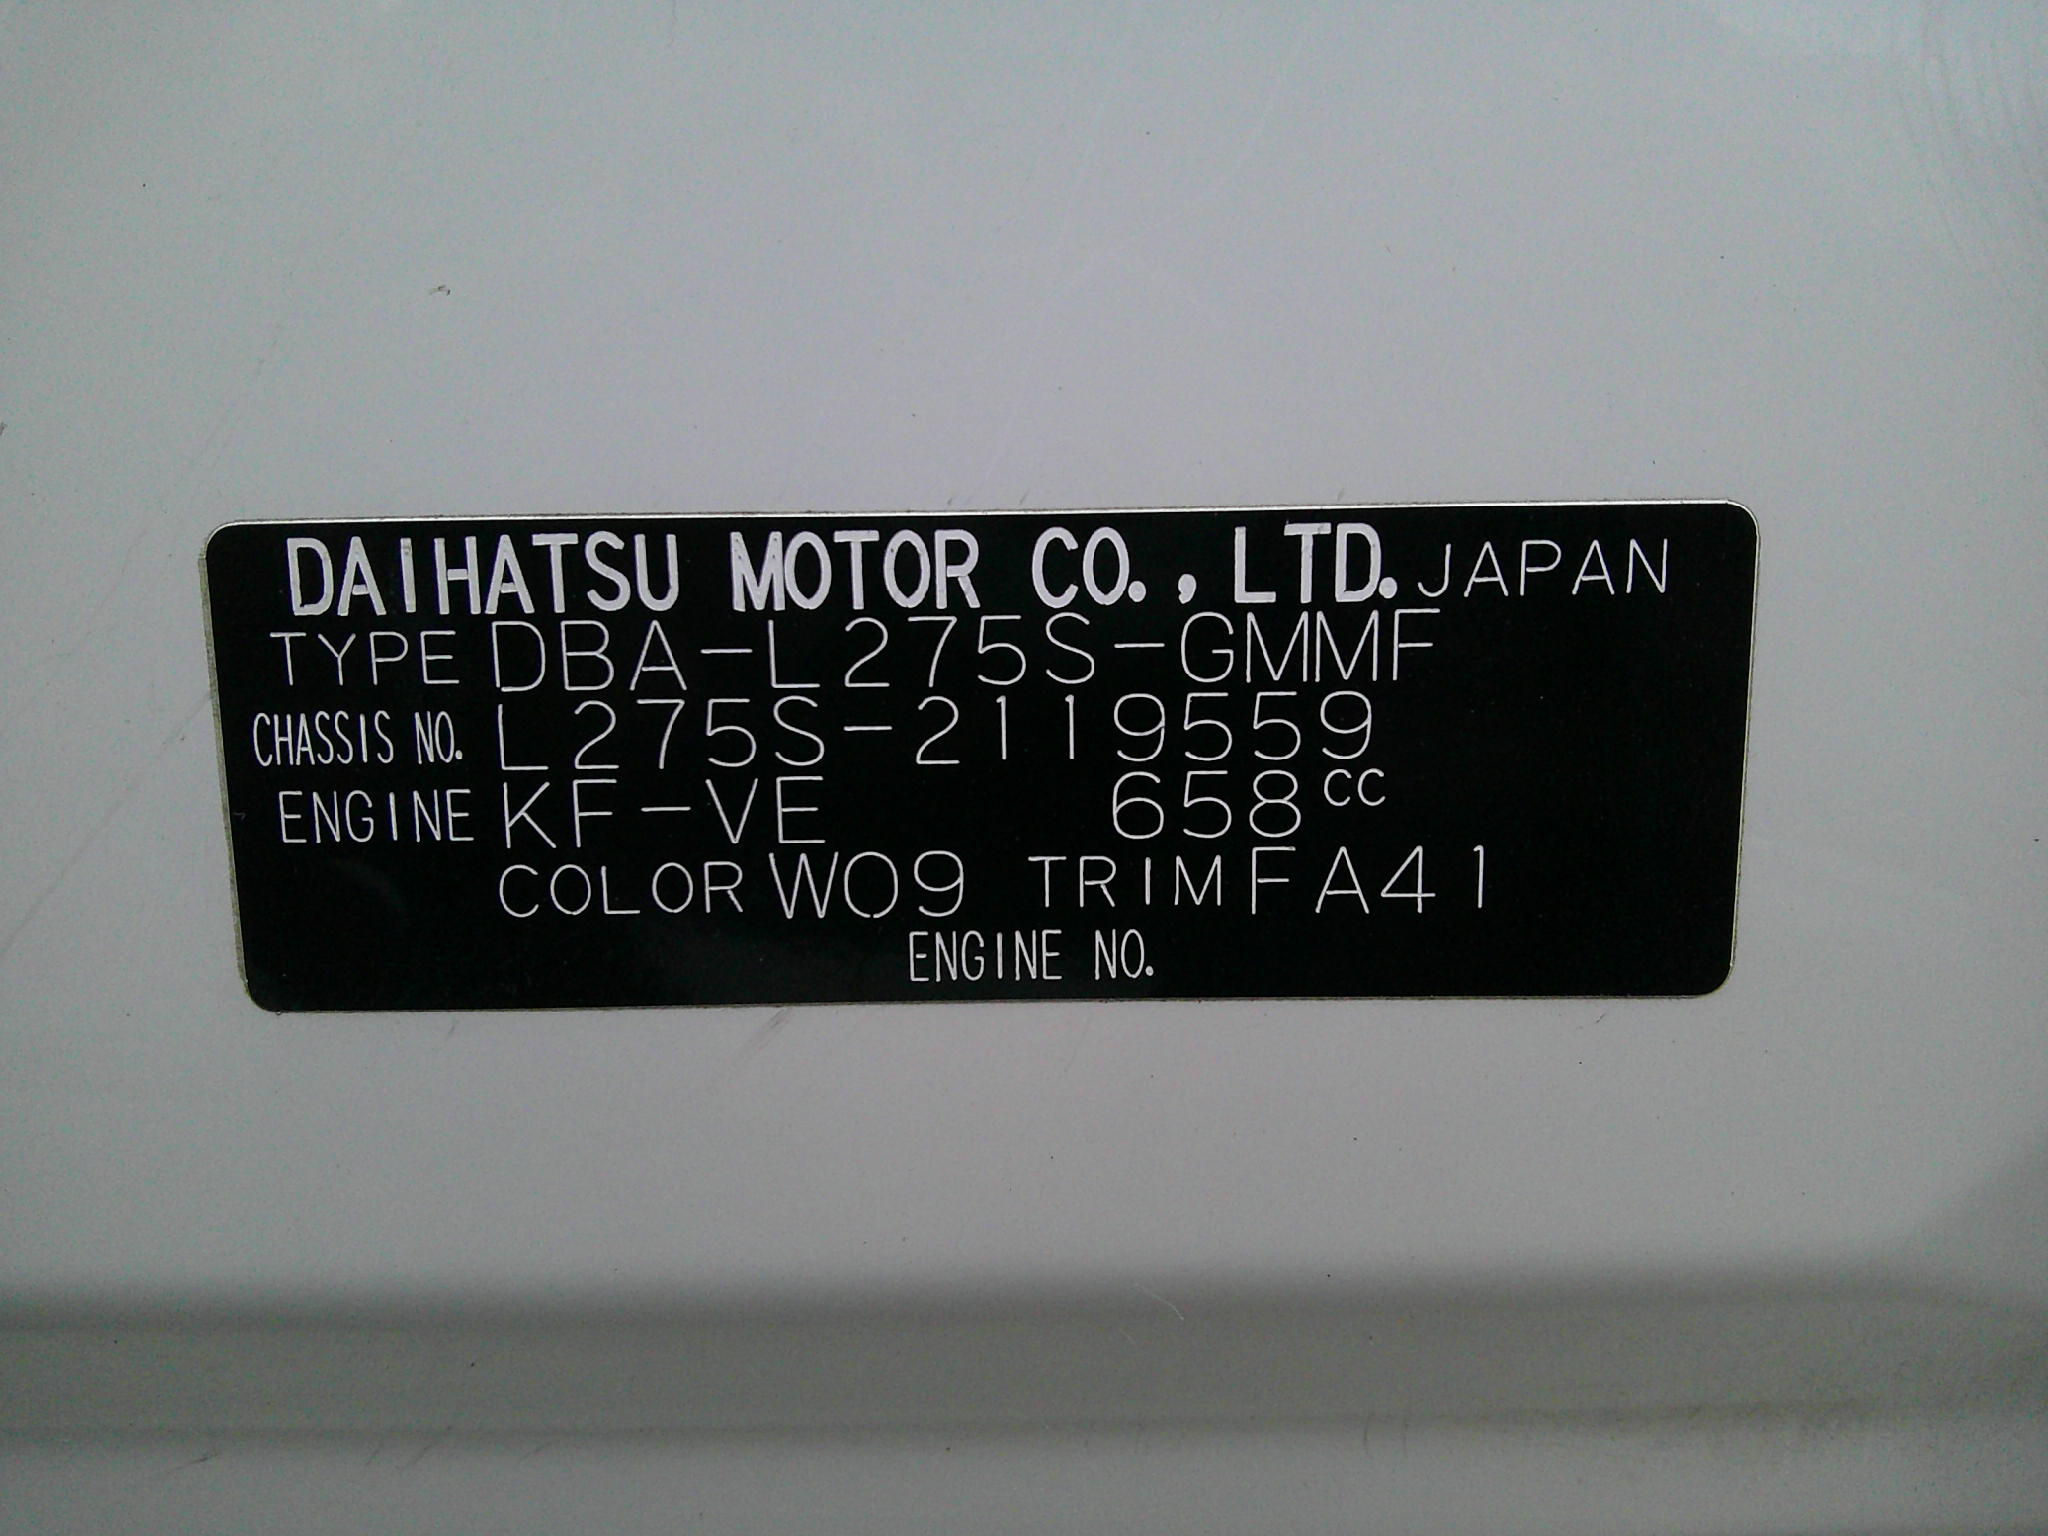 DAIHATSU MOTOR CO., LTD. JAPAN
TYPE DBA-L275S-GMMF
CHASSIS NO. L275S-2119559
ENGINE KF-VE 658CC
COLOR W09 TRIM FA41
ENGINE NO.